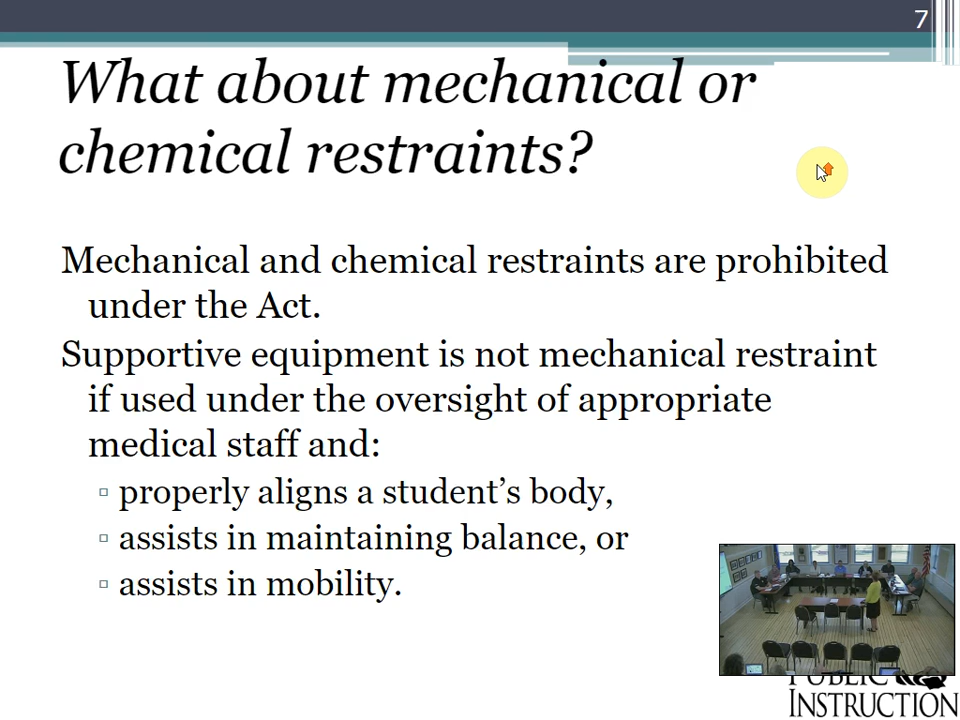 7
What about mechanical or
chemical restraints?
Mechanical and chemical restraints are prohibited
under the Act.
Supportive equipment is not mechanical restraint
if used under the oversight of appropriate
medical staff and:
▫ properly aligns a student’s body,
▫ assists in maintaining balance, or
▫ assists in mobility.
PUBLIC
INSTRUCTION